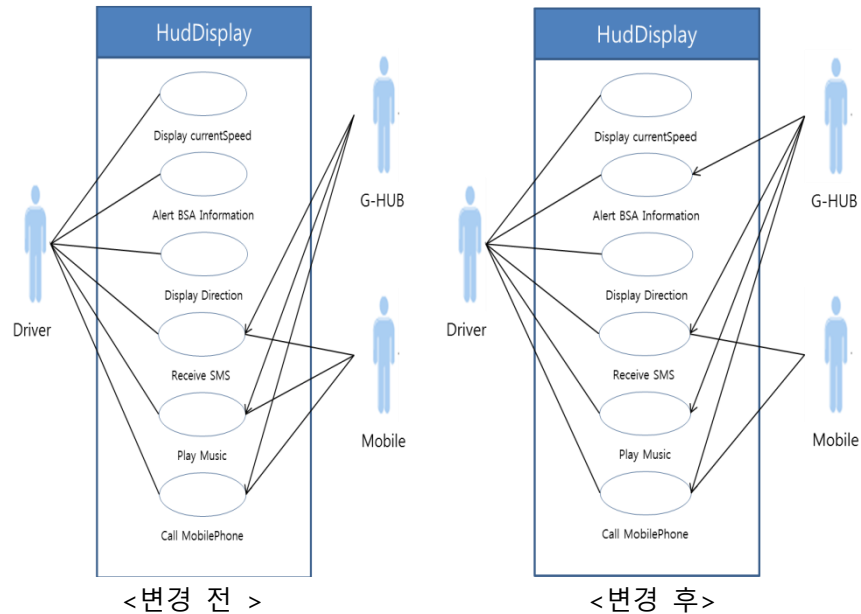 HudDisplay
Display currentSpeed
Alert BSA Information
Display Direction
Receive SMS
Play Music
Call MobilePhone
Driver
G-HUB
Mobile
<변경 전 >
HudDisplay
Display currentSpeed
Alert BSA Information
Display Direction
Receive SMS
Play Music
Call MobilePhone
Driver
G-HUB
Mobile
<변경 후>